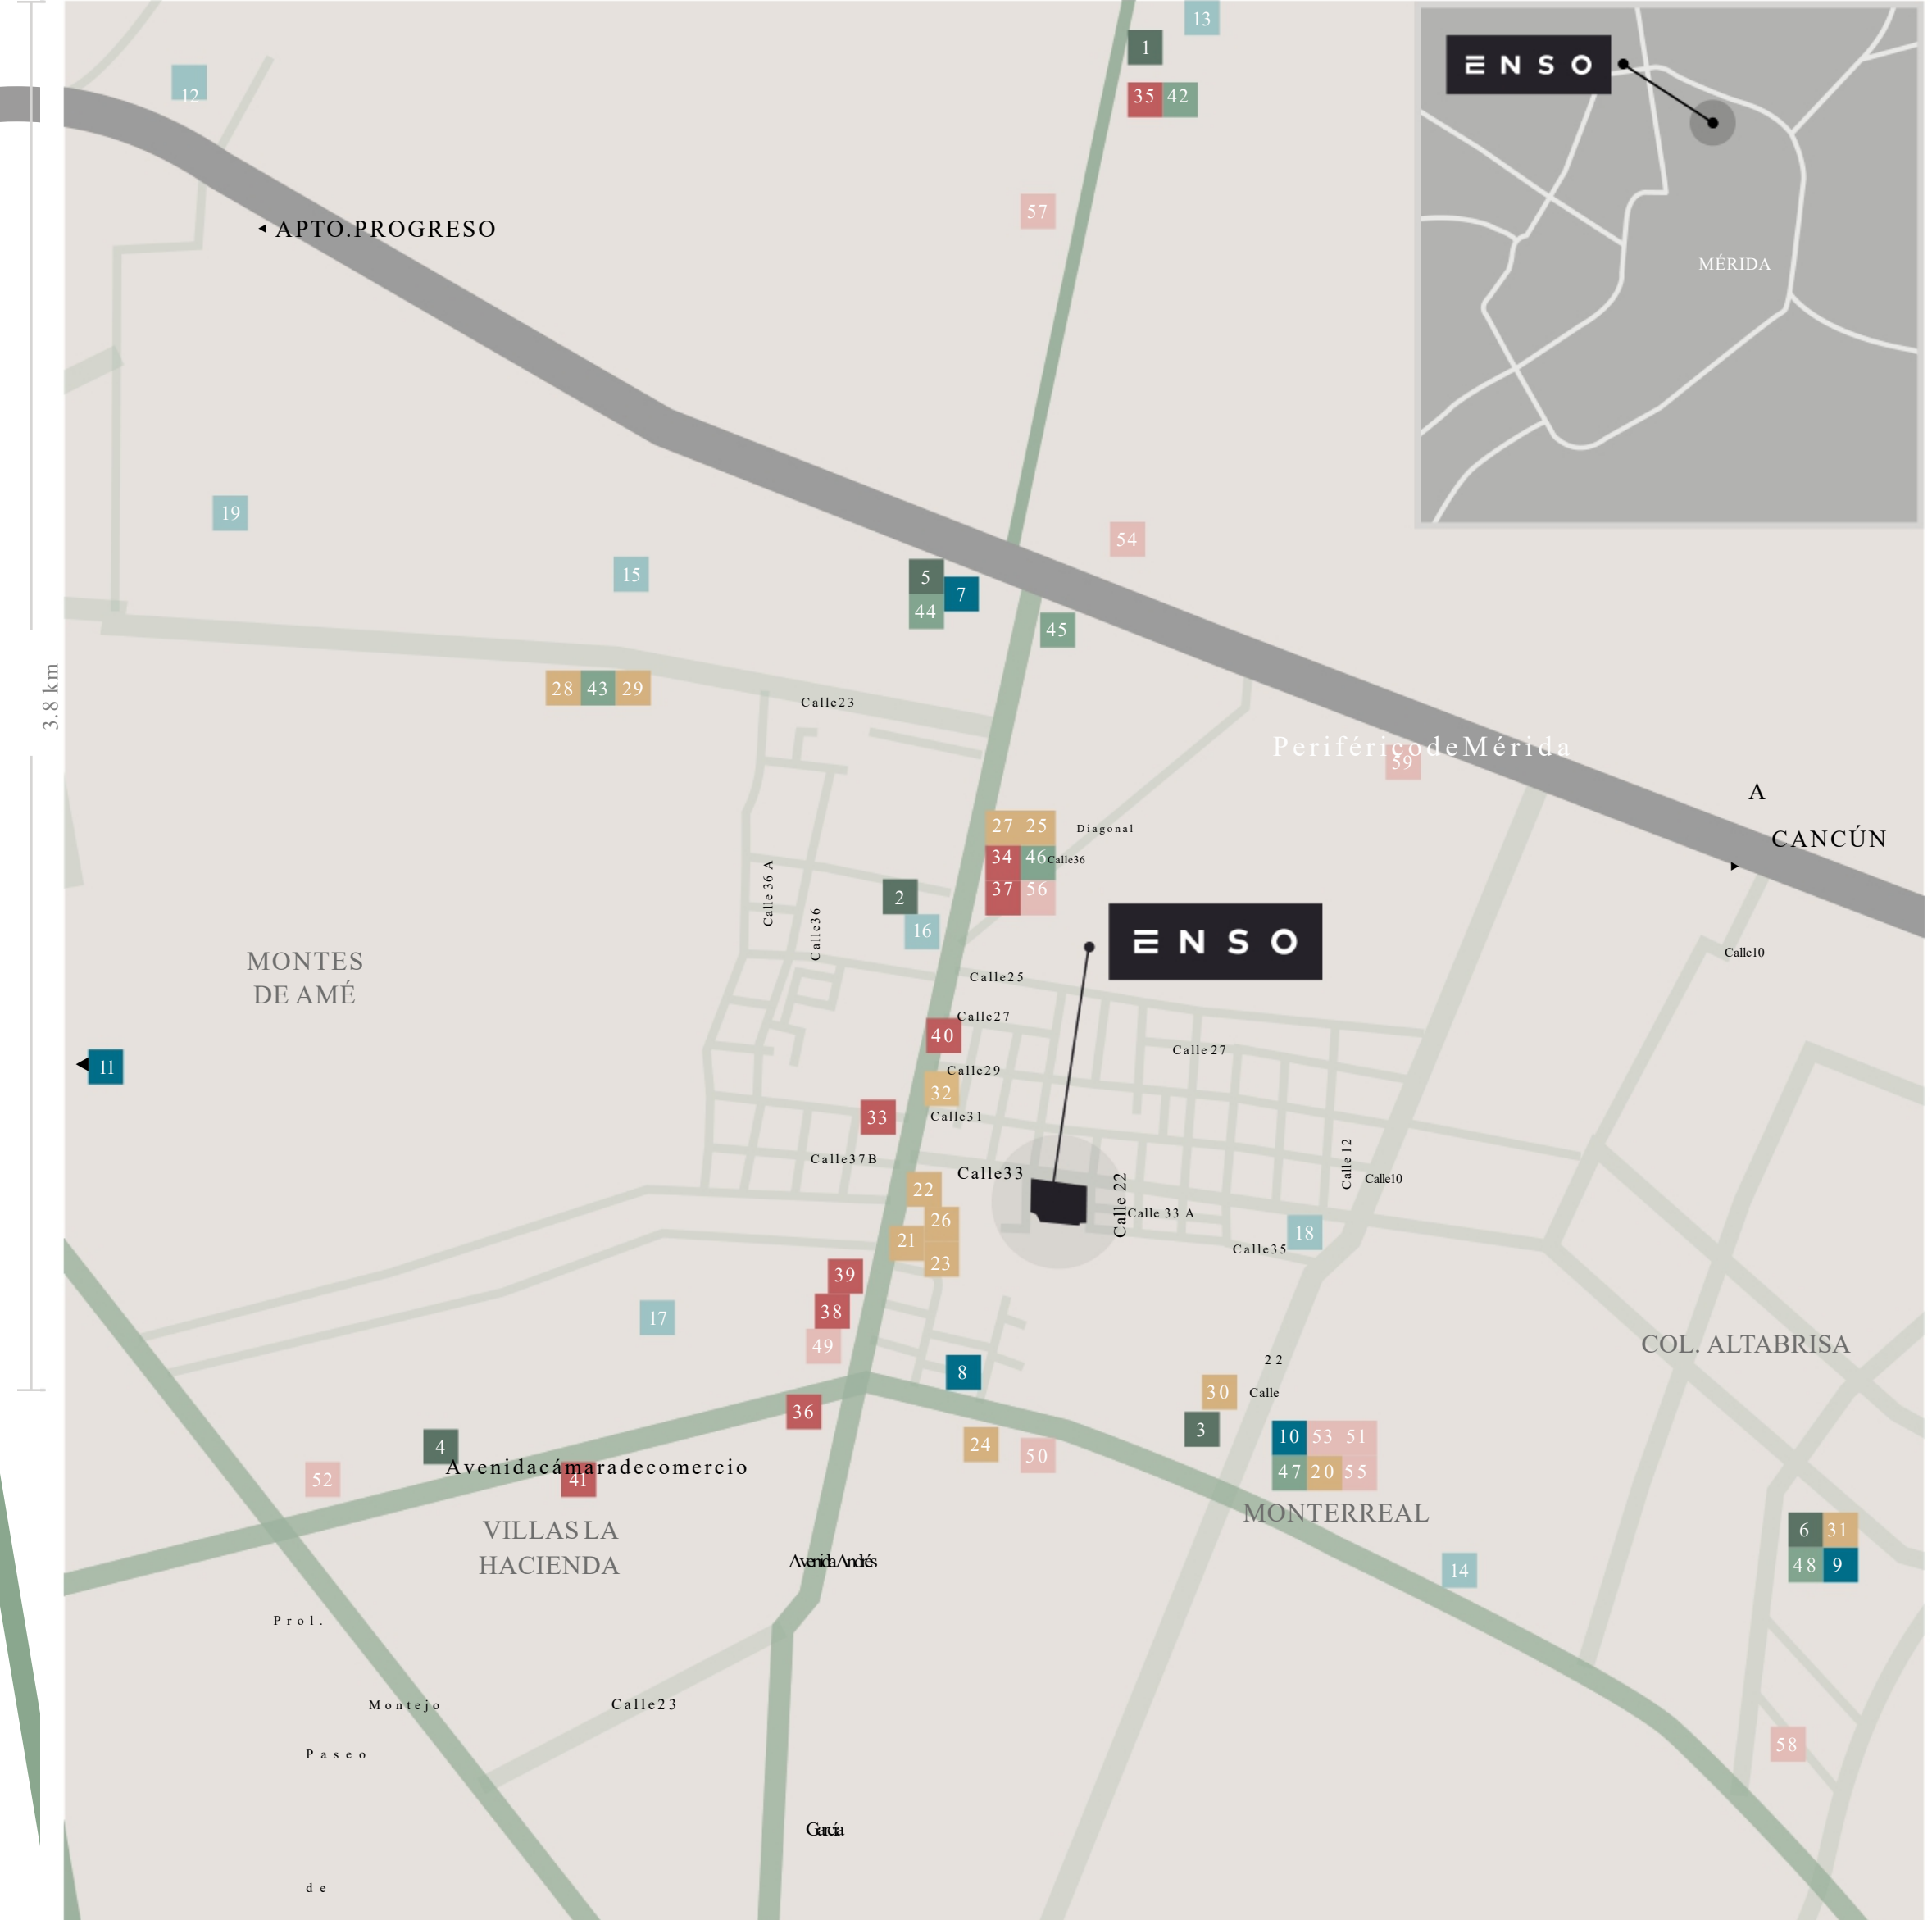 13
1
35 42
12
ENSO
57
APTO.PROGRESO
MÉRIDA
19
54
15
5
7
44
45
3.8 km
28 43 29
Calle23
PeriféricodeMérida
59
A
CANCÚN
27 25
Diagonal
34 46
Calle36
37 56
2
16
Calle 36 A
Calle36
ENSO
Calle10
MONTES
DE AMÉ
Calle25
Calle27
40
Calle 27
11
Calle29
32
33
Calle31
Calle37B
Calle33
Calle 22
Calle 12
Calle10
22
26
Calle 33 A
18
21
23
Calle35
39
38
17
49
COL. ALTABRISA
8
22
30
Calle
36
3
4
24
50
10 53 51
Avenidacámaradecomercio
52
41
47 20 55
MONTERREAL
VILLAS LA
HACIENDA
6 31
AvenidaAndrés
48 9
14
Prol.
Montejo
Calle23
Paseo
58
García
de